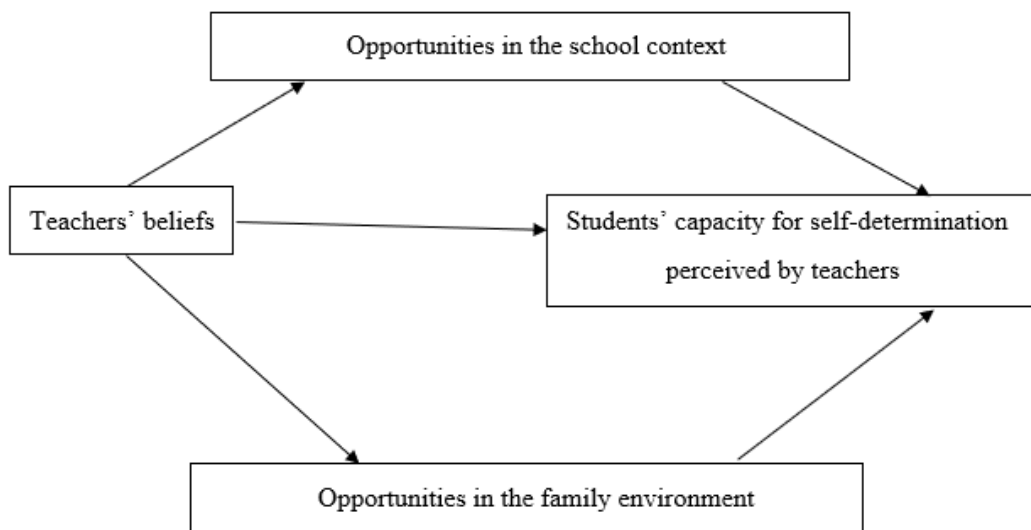 Opportunities in the school context
Teachers’ beliefs
Students’ capacity for self-determination
perceived by teachers
Opportunities in the family environment